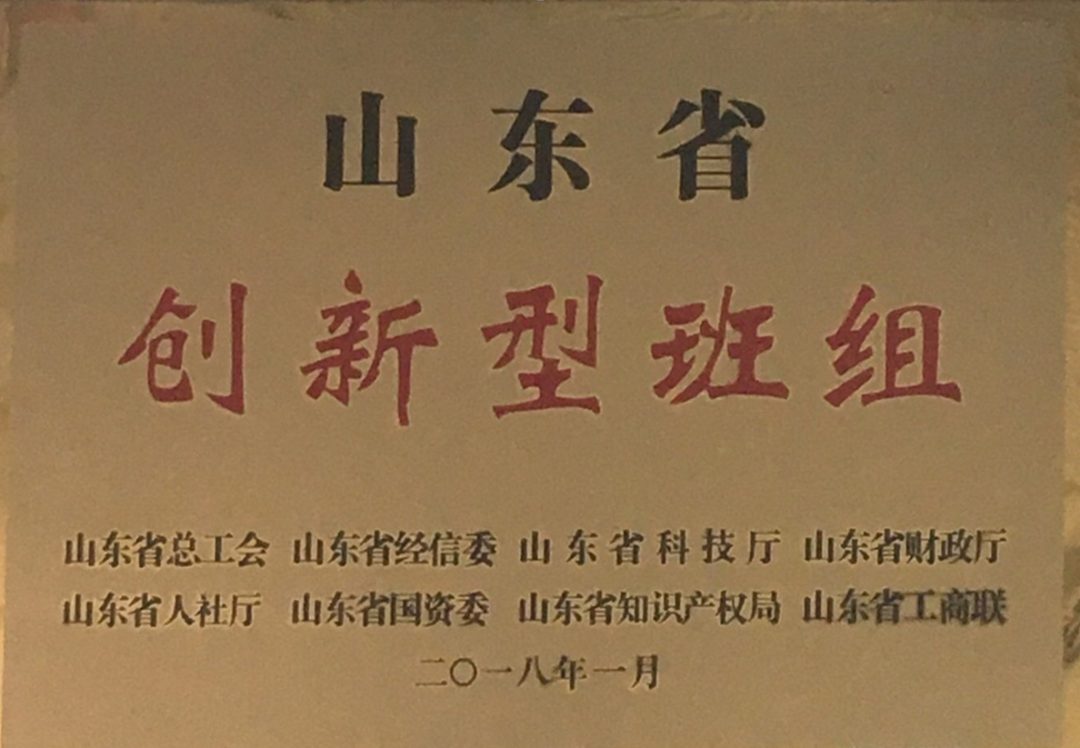 山东省
创新型班组
山东省总工会 山东省经信委 山东省科技厅 山东省财政厅
山东省人社厅 山东省国资委 山东省知识产权局 山东省工商联
二〇一八年一月